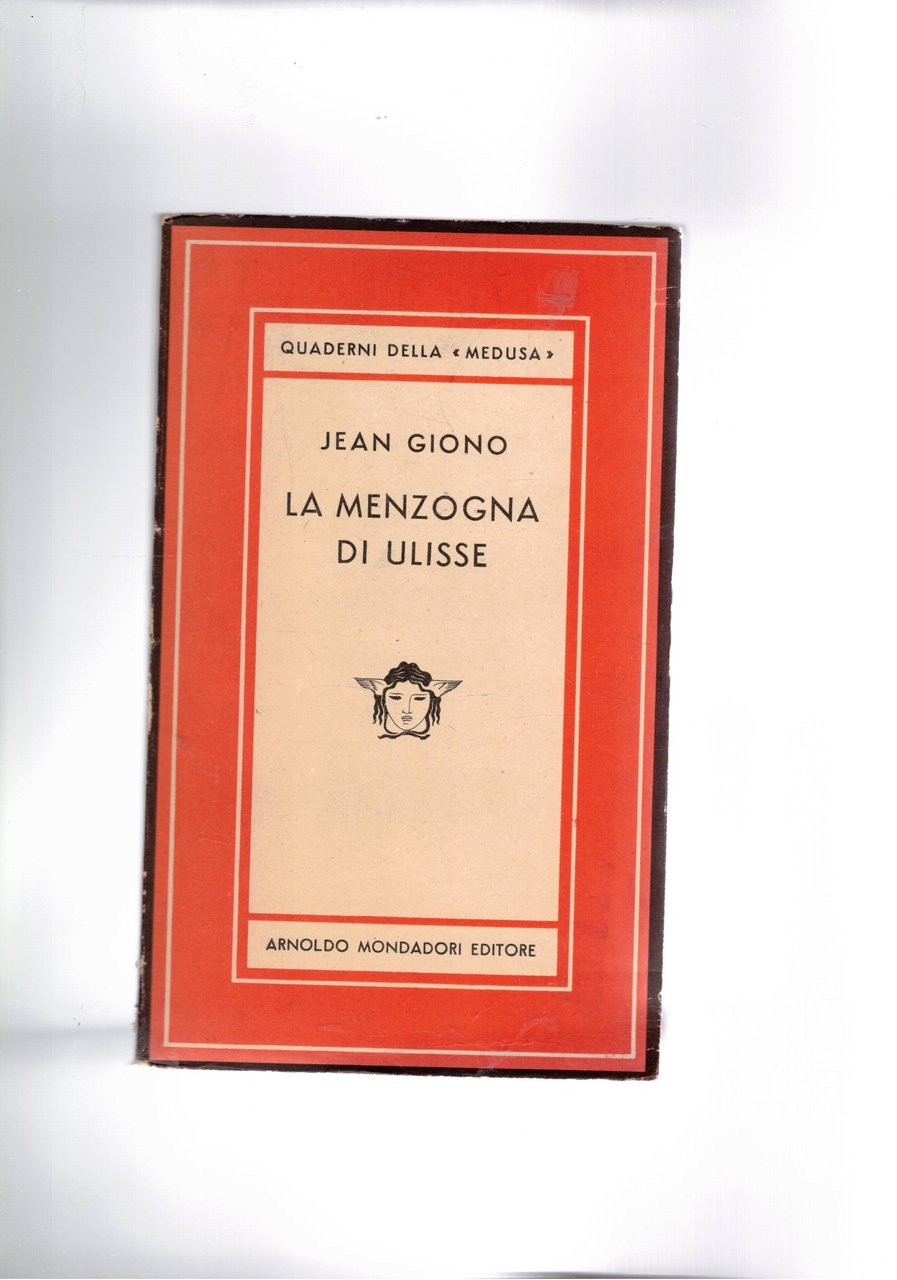 QUADERNI DELLA « MEDUSA »
JEAN GIONO
LA MENZOGNA
DI ULISSE
ARNOLDO MONDADORI EDITORE